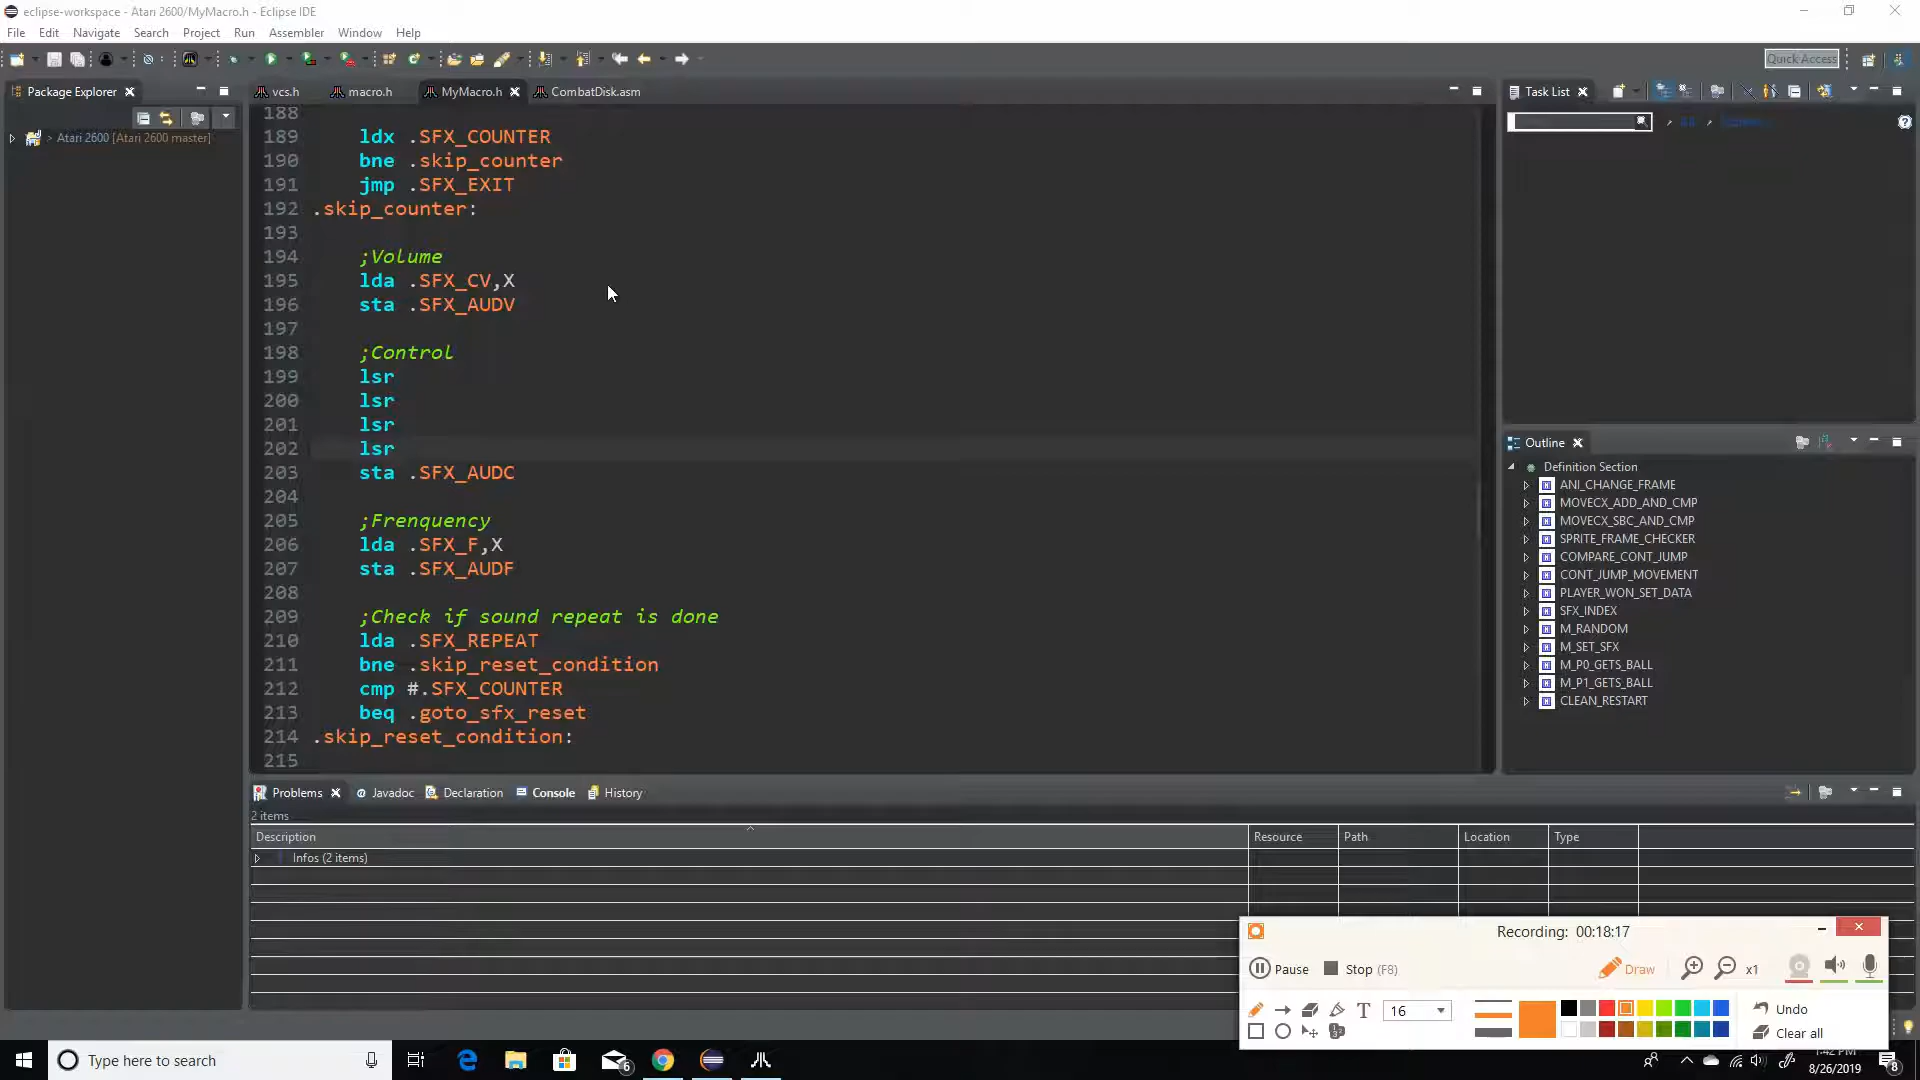 eclipse-workspace - Atari 2600/MyMacro.h - Eclipse IDE
File Edit Navigate Search Project Run Assembler Window Help
Quick Access
Package Explorer
vcs.h macro.h MyMacro.h CombatDisk.asm
Task List
> Atari 2600 [Atari 2600 master]
188
189 ldx .SFX_COUNTER
190 bne .skip_counter
191 jmp .SFX_EXIT
192 .skip_counter:
193
194 ;Volume
195 lda .SFX_CV,X
196 sta .SFX_AUDV
197
198 ;Control
199 lsr
200 lsr
201 lsr
202 lsr
203 sta .SFX_AUDC
204
205 ;Frenquency
206 lda .SFX_F,X
207 sta .SFX_AUDF
208
209 ;Check if sound repeat is done
210 lda .SFX_REPEAT
211 bne .skip_reset_condition
212 cmp #.SFX_COUNTER
213 beq .goto_sfx_reset
214 .skip_reset_condition:
215
Outline
Definition Section
ANI_CHANGE_FRAME
MOVECX_ADD_AND_CMP
MOVECX_SBC_AND_CMP
SPRITE_FRAME_CHECKER
COMPARE_CONT_JUMP
CONT_JUMP_MOVEMENT
PLAYER_WON_SET_DATA
SFX_INDEX
M_RANDOM
M_SET_SFX
M_P0_GETS_BALL
M_P1_GETS_BALL
CLEAN_RESTART
Problems Javadoc Declaration Console History
2 items
Description Resource Path Location Type
Infos (2 items)
Recording: 00:18:17
Pause Stop (F8) Draw x1
T 16 Undo
Clear all
Type here to search
6
1:42 PM
8/26/2019
8